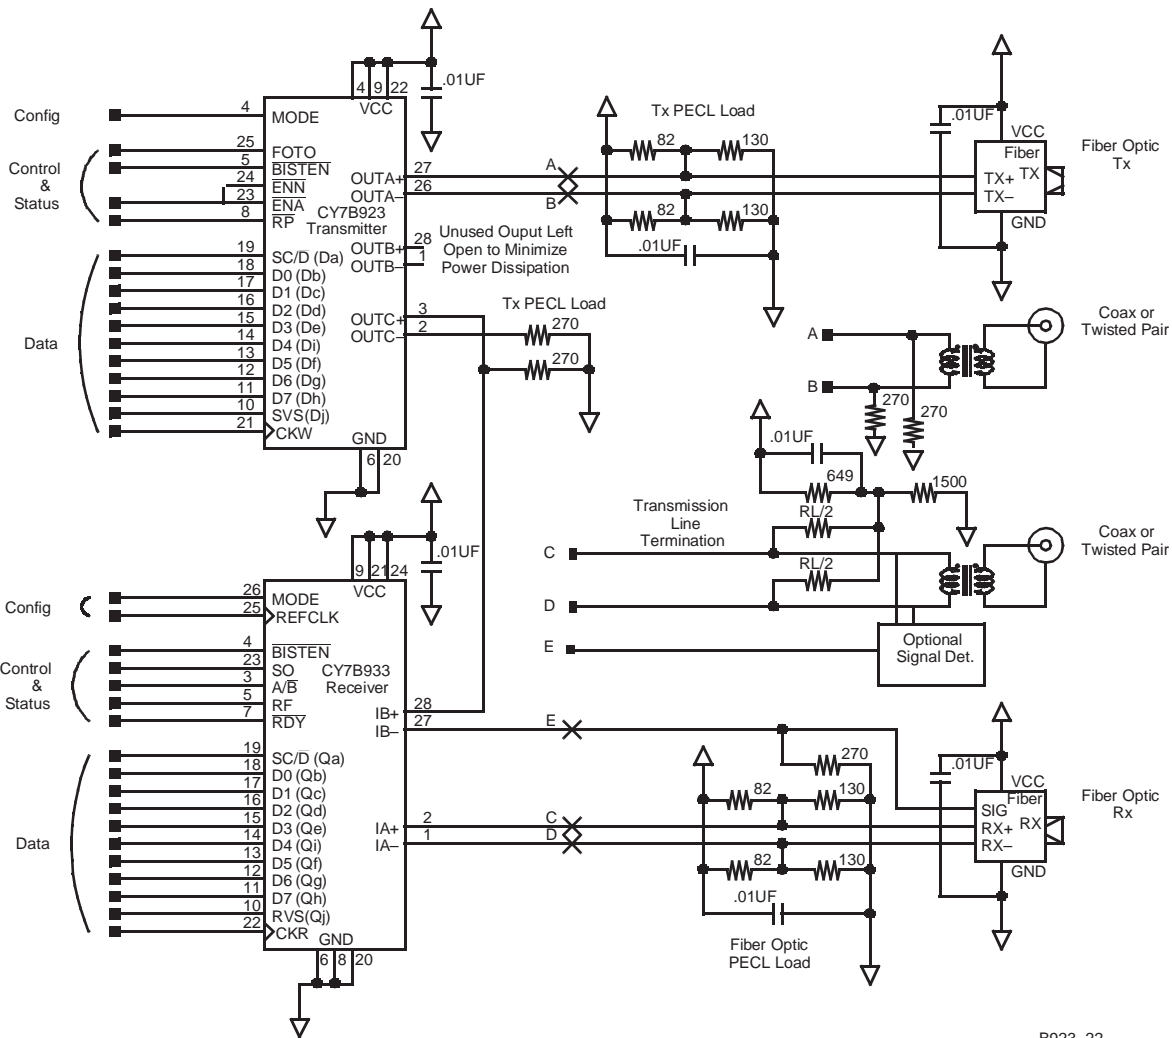 .01UF
4 9 22
VCC
Config
4
MODE
Control
&
Status
25
FOTO
5
BISTEN
24
ENN
23
ENA
8
RP
CY7B923
Transmitter
OUTA+
27
OUTA–
26
OUTB+
28
OUTB–
1
Unused Ouput Left
Open to Minimize
Power Dissipation
OUTC+
3
OUTC–
2
Data
19
SC/D (Da)
18
D0 (Db)
17
D1 (Dc)
16
D2 (Dd)
15
D3 (De)
14
D4 (Di)
13
D5 (Df)
12
D6 (Dg)
11
D7 (Dh)
10
SVS(Dj)
21
CKW
GND
6 20
Tx PECL Load
270
270
A
B
Tx PECL Load
82
130
82
130
.01UF
.01UF
VCC
Fiber
TX
TX+
TX–
GND
Fiber Optic
Tx
A
B
270
270
Coax or
Twisted Pair
.01UF
649
1500
RL/2
RL/2
Transmission
Line
Termination
C
D
E
Optional
Signal Det.
Coax or
Twisted Pair
.01UF
9 21 24
VCC
Config
26
MODE
25
REFCLK
Control
&
Status
4
BISTEN
23
SO
3
A/B
5
RF
7
RDY
CY7B933
Receiver
IB+
28
IB–
27
IA+
2
IA–
1
Data
19
SC/D (Qa)
18
D0 (Qb)
17
D1 (Qc)
16
D2 (Qd)
15
D3 (Qe)
14
D4 (Qi)
13
D5 (Qf)
12
D6 (Qg)
11
D7 (Qh)
10
RVS(Qj)
22
CKR
GND
6 8 20
E
C
D
270
82
130
82
130
.01UF
Fiber Optic
PECL Load
.01UF
VCC
Fiber
SIG
RX
RX+
RX–
GND
Fiber Optic
Rx
B923–22